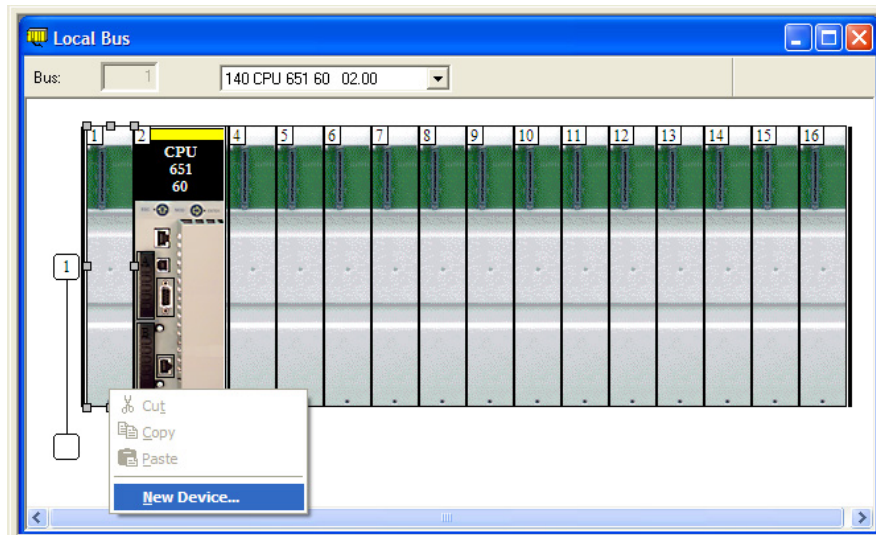 Local Bus
Bus: 1 140 CPU 651 60 02.00
1 2 4 5 6 7 8 9 10 11 12 13 14 15 16
CPU
651
60
1
Cut
Copy
Paste
New Device...